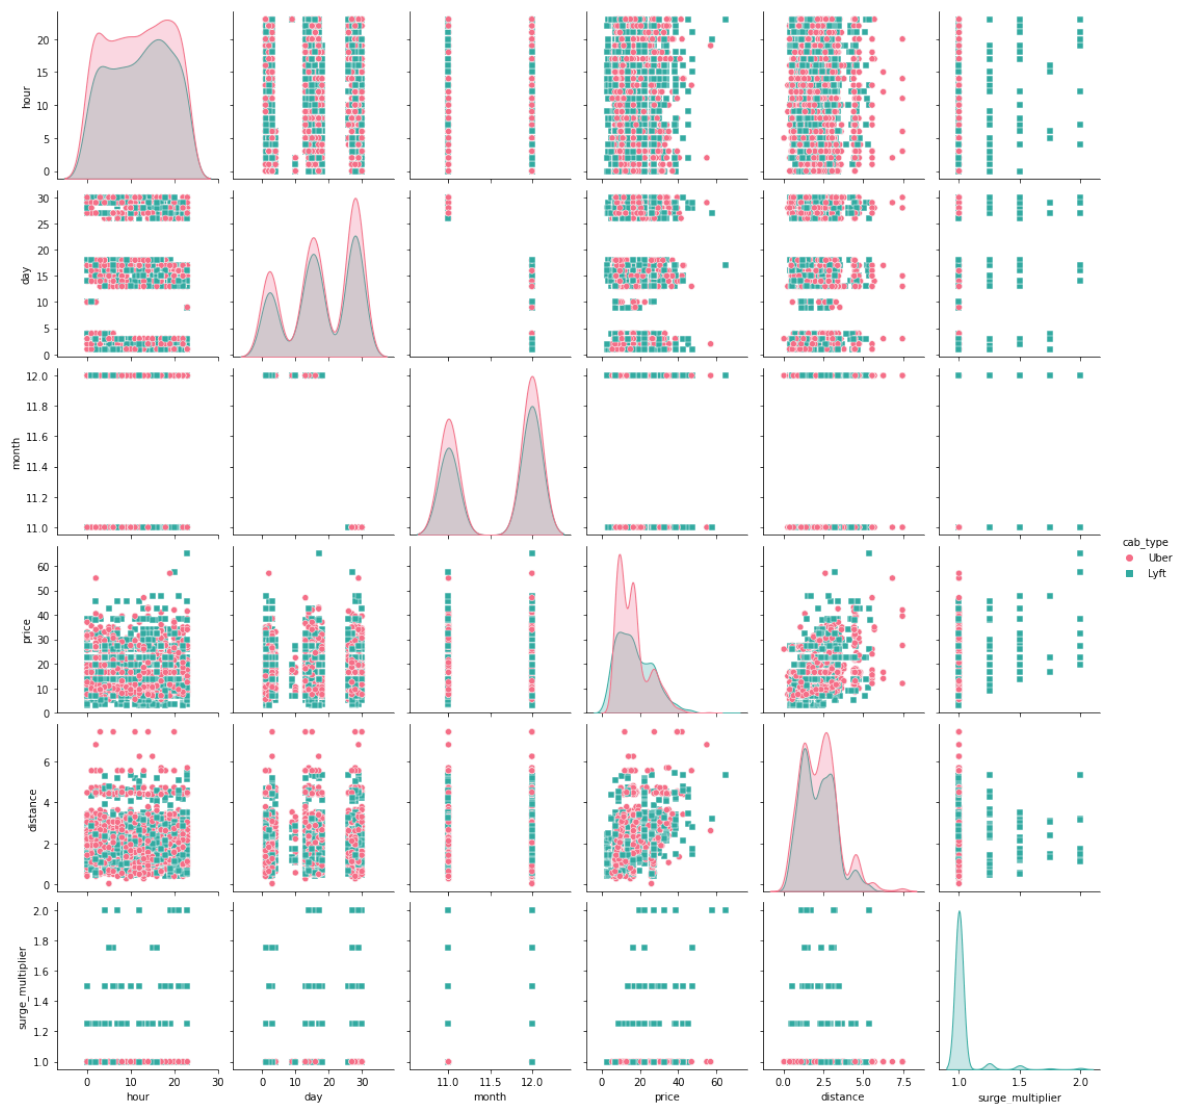 20
15
10
5
0
hour
30
25
20
15
10
5
0
day
12.0
11.8
11.6
11.4
11.2
11.0
month
cab_type
Uber
Lyft
60
50
40
30
20
10
0
price
6
4
2
0
distance
2.0
1.8
1.6
1.4
1.2
1.0
surge_multiplier
0 10 20 30
0 10 20 30
11.0 11.5 12.0
0 20 40 60
0.0 2.5 5.0 7.5
1.0 1.5 2.0
hour day month price distance surge_multiplier